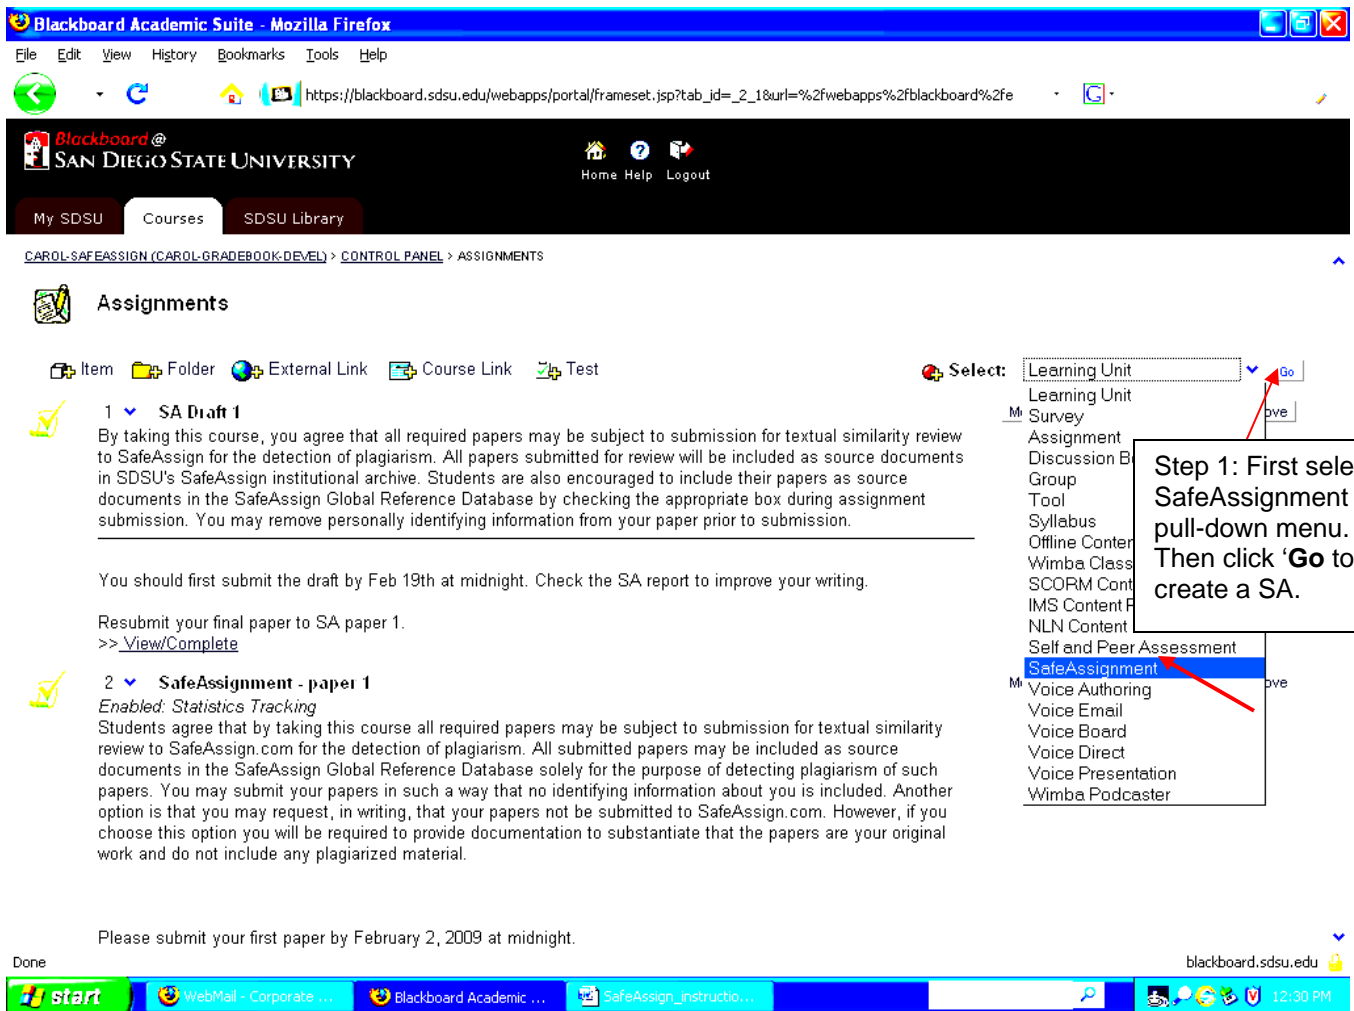 Blackboard Academic Suite - Mozilla Firefox
File Edit View History Bookmarks Tools Help
https://blackboard.sdsu.edu/webapps/portal/frameset.jsp?tab_id=_2_1&url=%2fwebapps%2fblackboard%2fe
G
Blackboard @
SAN DIEGO STATE UNIVERSITY
Home Help Logout
My SDSU Courses SDSU Library
CAROL-SAFEASSIGN (CAROL-GRADEBOOK-DEVEL) > CONTROL PANEL > ASSIGNMENTS
Assignments
Item Folder External Link Course Link Test
Select: Learning Unit Go
1 SA Draft 1
By taking this course, you agree that all required papers may be subject to submission for textual similarity review
to SafeAssign for the detection of plagiarism. All papers submitted for review will be included as source documents
in SDSU's SafeAssign institutional archive. Students are also encouraged to include their papers as source
documents in the SafeAssign Global Reference Database by checking the appropriate box during assignment
submission. You may remove personally identifying information from your paper prior to submission.
You should first submit the draft by Feb 19th at midnight. Check the SA report to improve your writing.
Resubmit your final paper to SA paper 1.
>> View/Complete
2 SafeAssignment - paper 1
Enabled: Statistics Tracking
Students agree that by taking this course all required papers may be subject to submission for textual similarity
review to SafeAssign.com for the detection of plagiarism. All submitted papers may be included as source
documents in the SafeAssign Global Reference Database solely for the purpose of detecting plagiarism of such
papers. You may submit your papers in such a way that no identifying information about you is included. Another
option is that you may request, in writing, that your papers not be submitted to SafeAssign.com. However, if you
choose this option you will be required to provide documentation to substantiate that the papers are your original
work and do not include any plagiarized material.
Please submit your first paper by February 2, 2009 at midnight.
Learning Unit
Survey
Assignment
Discussion B
Group
Tool
Syllabus
Offline Conter
Wimba Class
SCORM Cont
IMS Content F
NLN Content
Self and Peer Assessment
SafeAssignment
Voice Authoring
Voice Email
Voice Board
Voice Direct
Voice Presentation
Wimba Podcaster
ove
ove
Step 1: First sele
SafeAssignment
pull-down menu.
Then click ‘Go to
create a SA.
Done
blackboard.sdsu.edu
start WebMail - Corporate ... Blackboard Academic ... SafeAssign_instructio... 12:30 PM